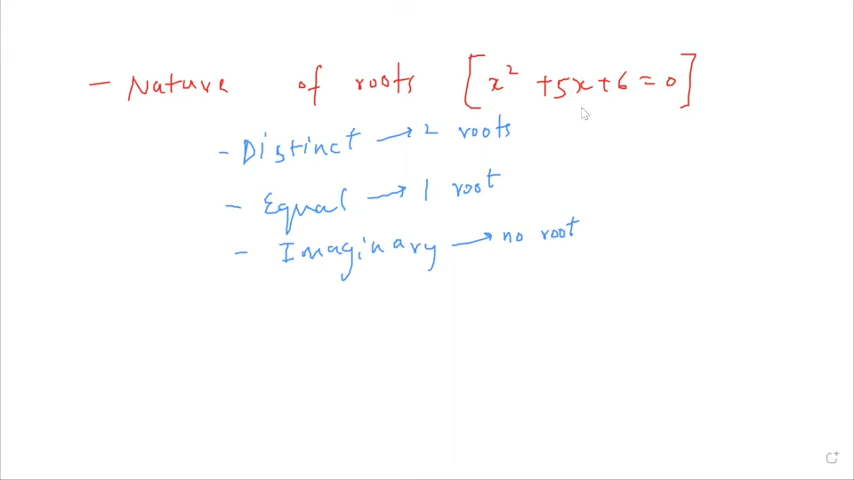 - Nature of roots [x² +5x+6=0]
- Distinct → 2 roots
- Equal → 1 root
- Imaginary → no root